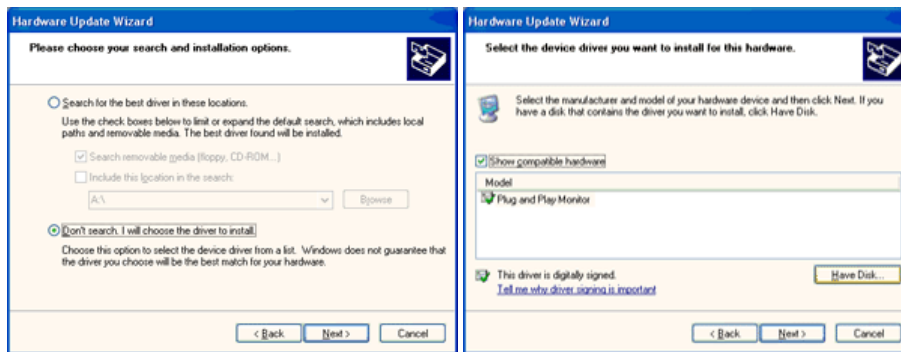 Hardware Update Wizard
Please choose your search and installation options.
Search for the best driver in these locations.
Use the check boxes below to limit or expand the default search, which includes local
paths and removable media. The best driver found will be installed.
Search removable media (floppy, CD-ROM...)
Include this location in the search:
A:\
Browse
Don't search. I will choose the driver to install.
Choose this option to select the device driver from a list. Windows does not guarantee that
the driver you choose will be the best match for your hardware.
< Back
Next >
Cancel
Hardware Update Wizard
Select the device driver you want to install for this hardware.
Select the manufacturer and model of your hardware device and then click Next. If you
have a disk that contains the driver you want to install, click Have Disk.
Show compatible hardware
Model
Plug and Play Monitor
This driver is digitally signed.
Tell me why driver signing is important
Have Disk...
< Back
Next >
Cancel